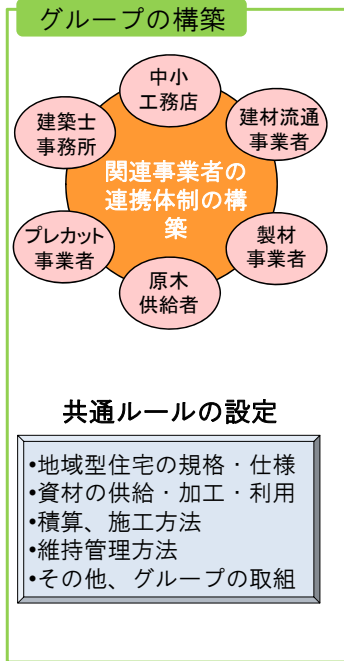 グループの構築
中小
工務店
建築士
事務所
建材流通
事業者
関連事業者の
連携体制の構
築
プレカット
事業者
製材
事業者
原木
供給者
共通ルールの設定
•地域型住宅の規格・仕様
•資材の供給・加工・利用
•積算、施工方法
•維持管理方法
•その他、グループの取組